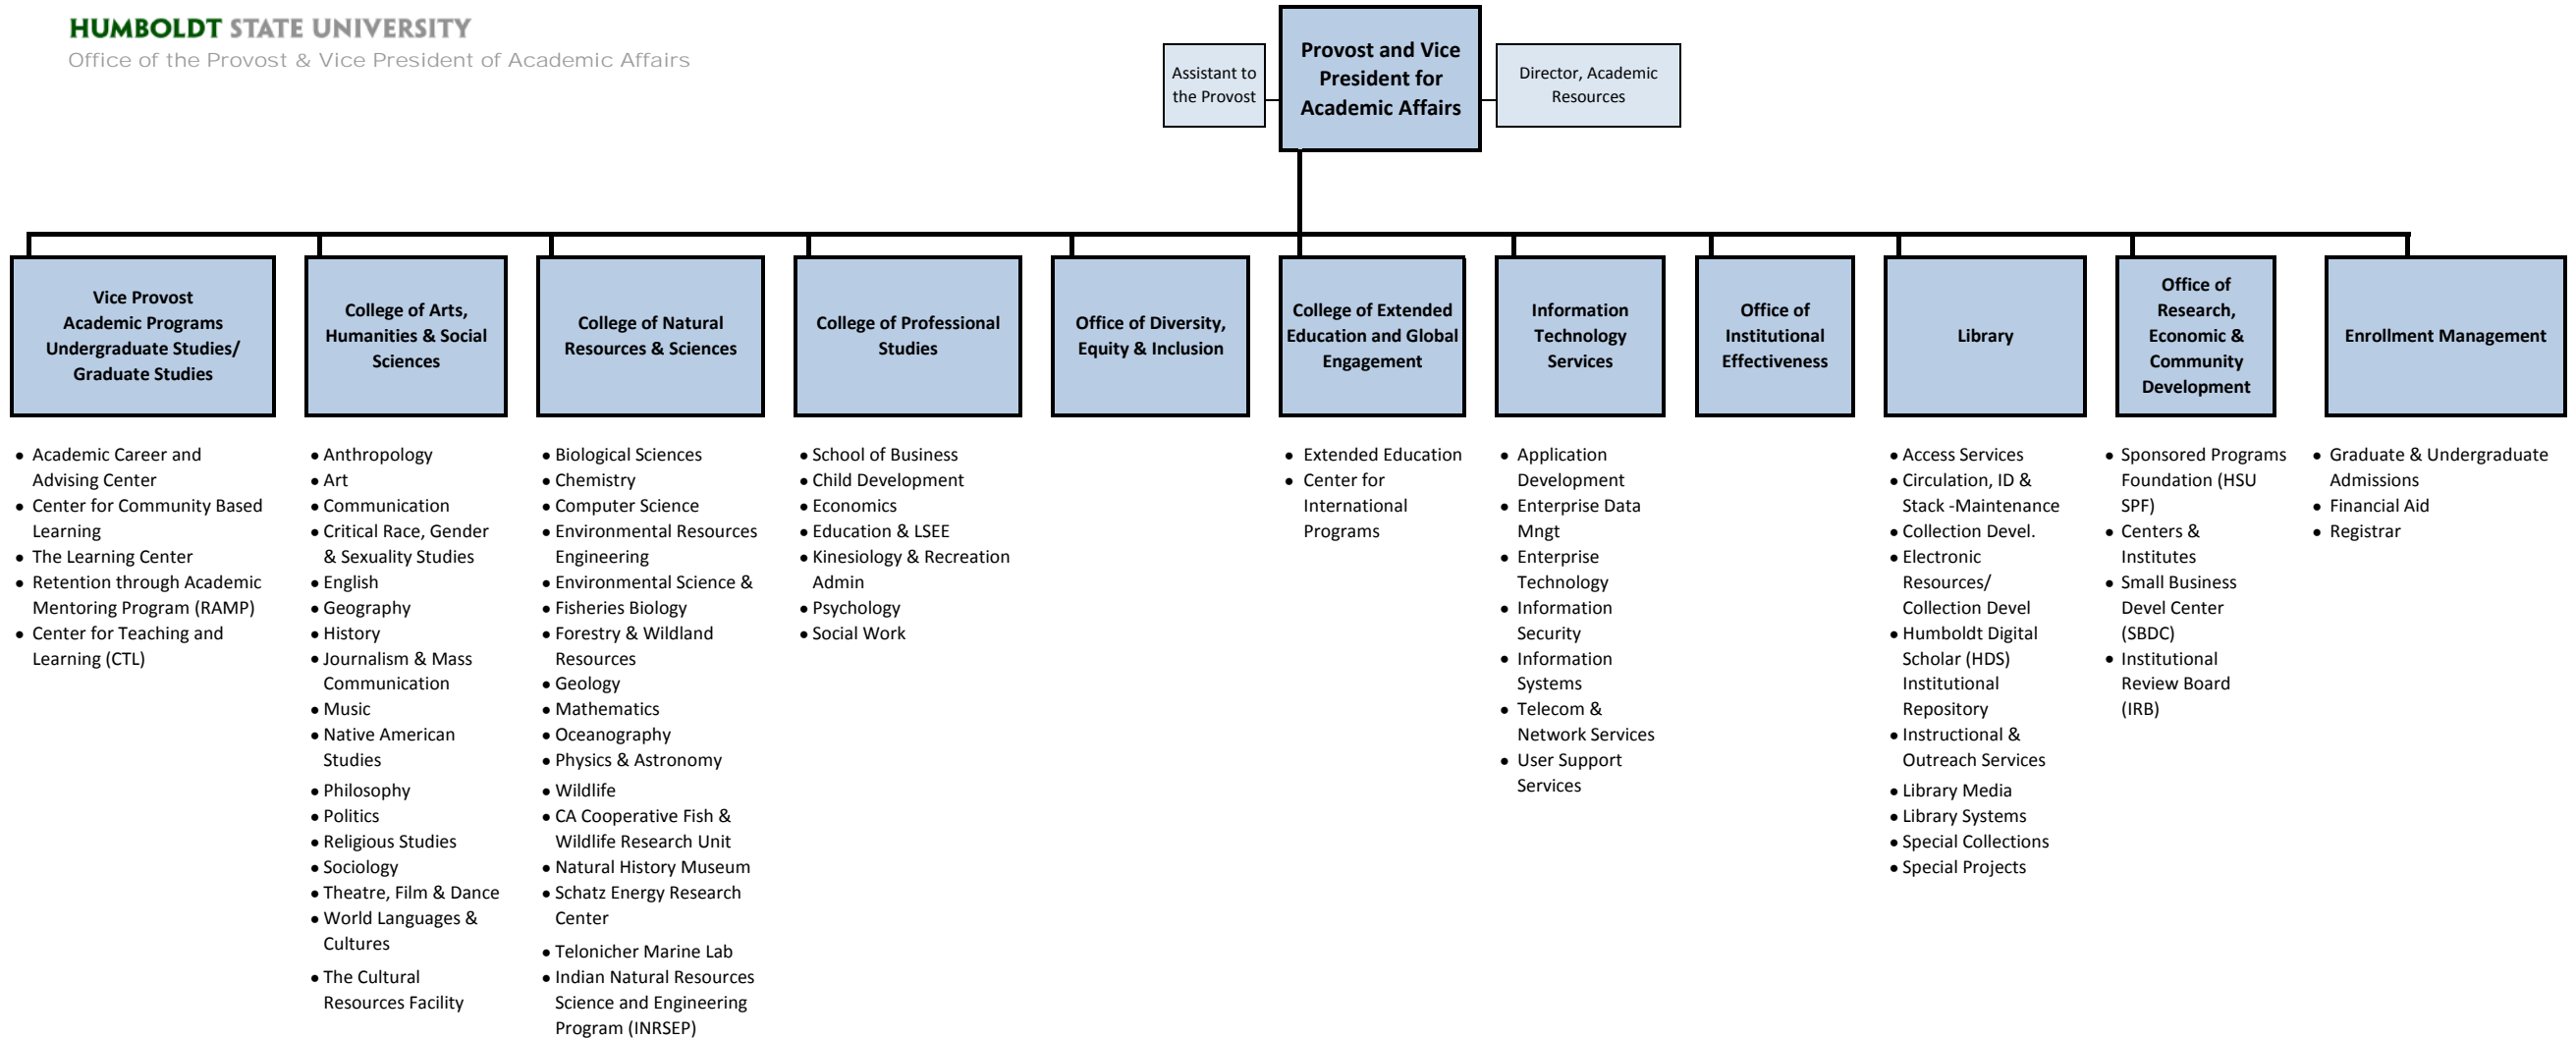 HUMBOLDT STATE UNIVERSITY
Office of the Provost & Vice President of Academic Affairs
Assistant to
the Provost
Provost and Vice
President for
Academic Affairs
Director, Academic
Resources
Vice Provost
Academic Programs
Undergraduate Studies/
Graduate Studies
College of Arts,
Humanities & Social
Sciences
College of Natural
Resources & Sciences
College of Professional
Studies
Office of Diversity,
Equity & Inclusion
College of Extended
Education and Global
Engagement
Information
Technology
Services
Office of
Institutional
Effectiveness
Library
Office of
Research,
Economic &
Community
Development
Enrollment Management
• Academic Career and
Advising Center
• Center for Community Based
Learning
• The Learning Center
• Retention through Academic
Mentoring Program (RAMP)
• Center for Teaching and
Learning (CTL)
• Anthropology
• Art
• Communication
• Critical Race, Gender
& Sexuality Studies
• English
• Geography
• History
• Journalism & Mass
Communication
• Music
• Native American
Studies
• Philosophy
• Politics
• Religious Studies
• Sociology
• Theatre, Film & Dance
• World Languages &
Cultures
• The Cultural
Resources Facility
• Biological Sciences
• Chemistry
• Computer Science
• Environmental Resources
Engineering
• Environmental Science &
• Fisheries Biology
• Forestry & Wildland
Resources
• Geology
• Mathematics
• Oceanography
• Physics & Astronomy
• Wildlife
• CA Cooperative Fish &
Wildlife Research Unit
• Natural History Museum
• Schatz Energy Research
Center
• Telonicher Marine Lab
• Indian Natural Resources
Science and Engineering
Program (INRSEP)
• School of Business
• Child Development
• Economics
• Education & LSEE
• Kinesiology & Recreation
Admin
• Psychology
• Social Work
• Extended Education
• Center for
International
Programs
• Application
Development
• Enterprise Data
Mngt
• Enterprise
Technology
• Information
Security
• Information
Systems
• Telecom &
Network Services
• User Support
Services
• Access Services
• Circulation, ID &
Stack -Maintenance
• Collection Devel.
• Electronic
Resources/
Collection Devel
• Humboldt Digital
Scholar (HDS)
Institutional
Repository
• Instructional &
Outreach Services
• Library Media
• Library Systems
• Special Collections
• Special Projects
• Sponsored Programs
Foundation (HSU
SPF)
• Centers &
Institutes
• Small Business
Devel Center
(SBDC)
• Institutional
Review Board
(IRB)
• Graduate & Undergraduate
Admissions
• Financial Aid
• Registrar